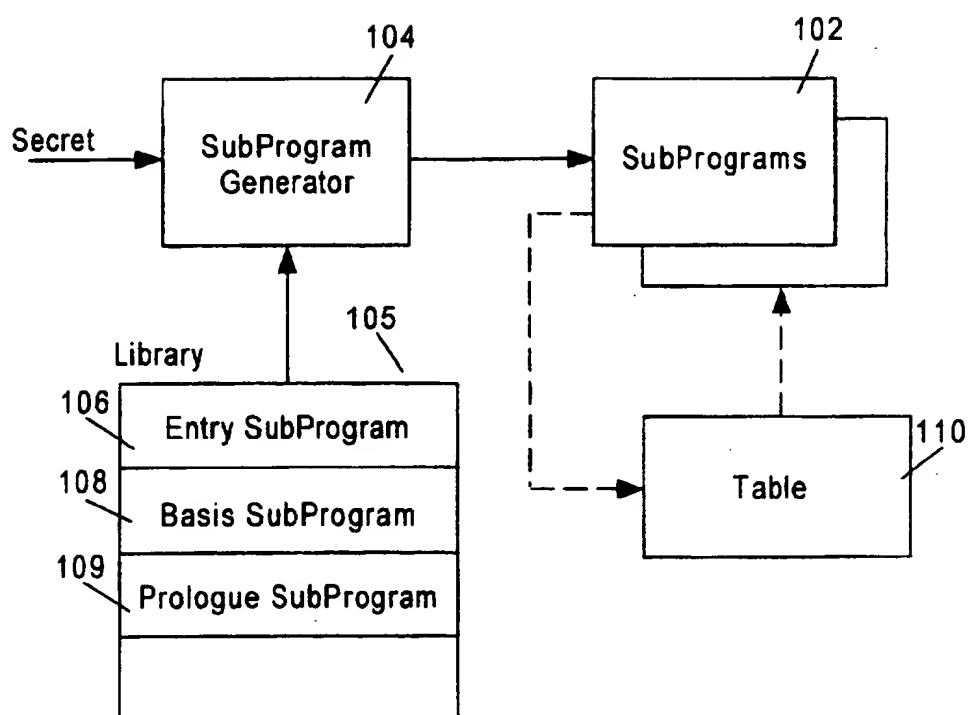 104
102
Secret
SubProgram
Generator
SubPrograms
105
Library
106
Entry SubProgram
110
108
Basis SubProgram
Table
109
Prologue SubProgram